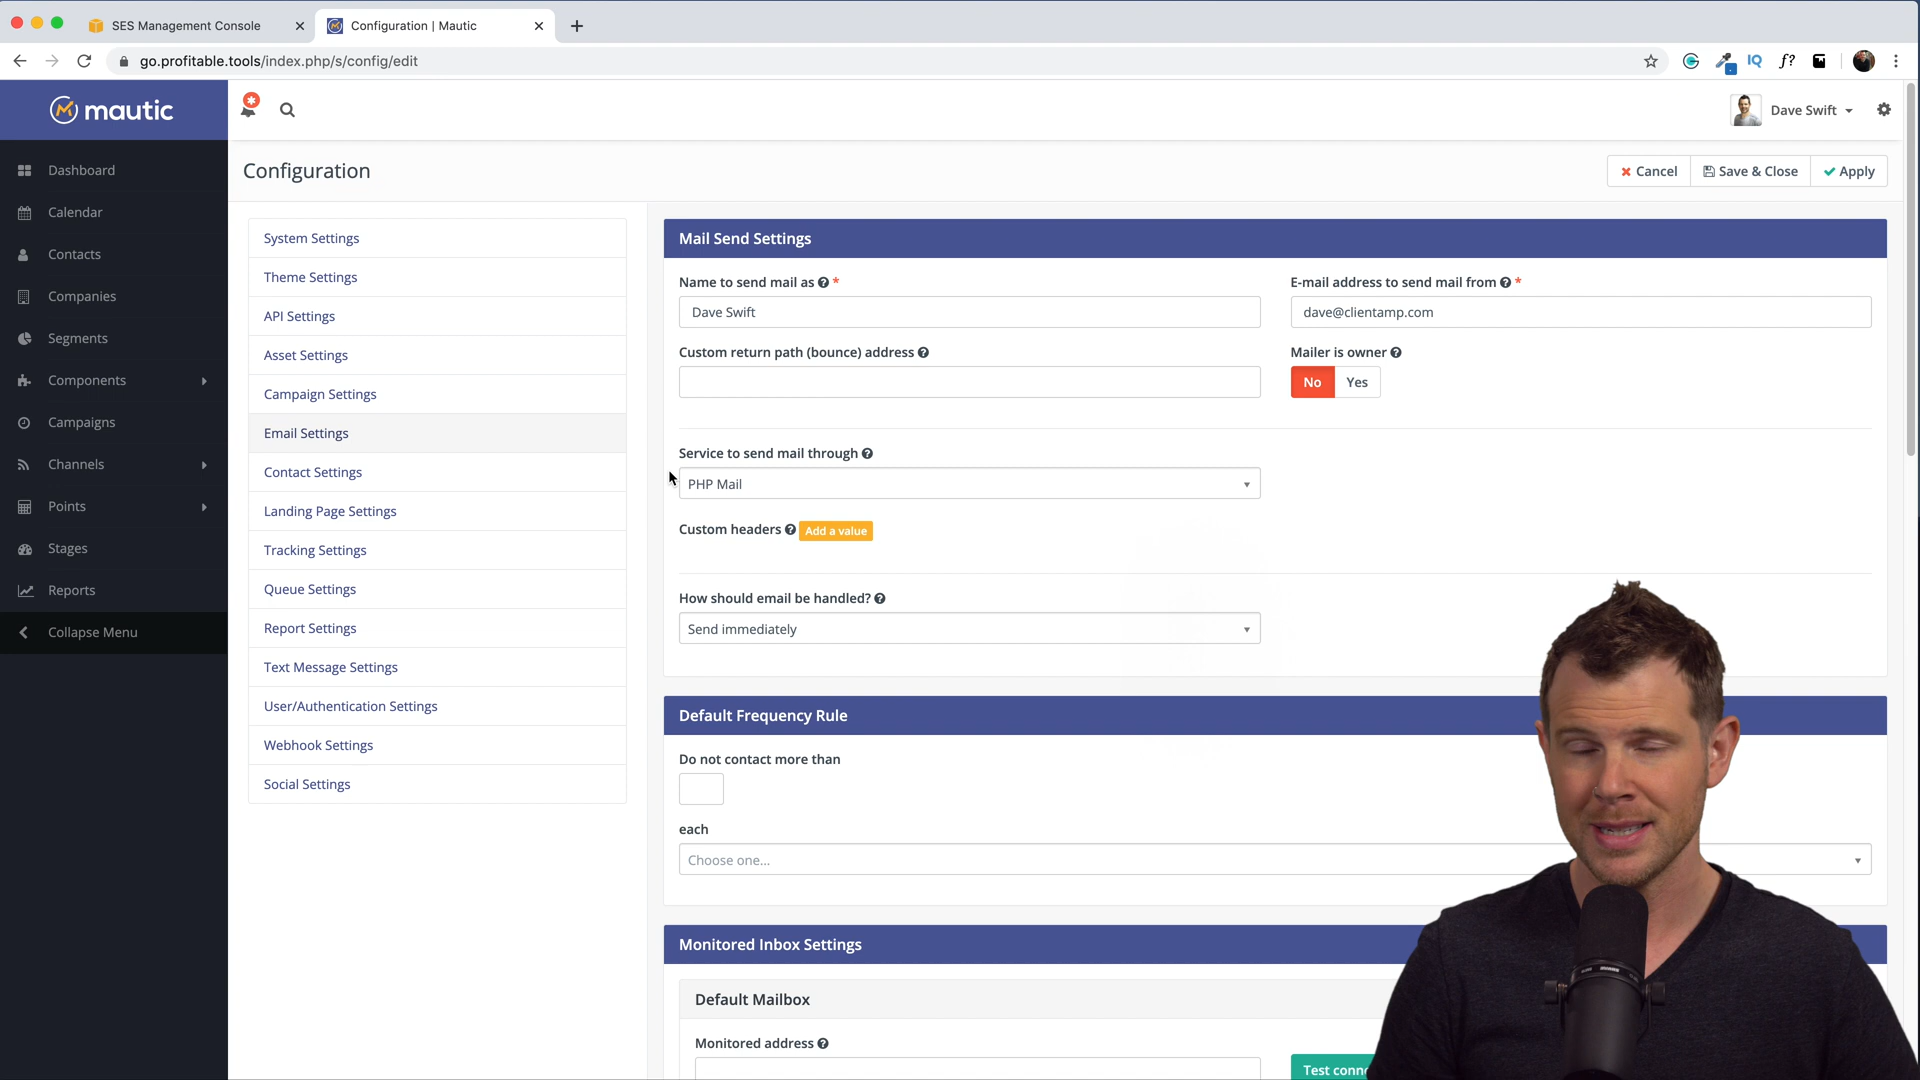 SES Management Console
Configuration | Mautic
go.profitable.tools/index.php/s/config/edit
IQ
f?
mautic
Dave Swift
Dashboard
Calendar
Contacts
Companies
Segments
Components
Campaigns
Channels
Points
Stages
Reports
Collapse Menu
Configuration
Cancel
Save & Close
Apply
System Settings
Theme Settings
API Settings
Asset Settings
Campaign Settings
Email Settings
Contact Settings
Landing Page Settings
Tracking Settings
Queue Settings
Report Settings
Text Message Settings
User/Authentication Settings
Webhook Settings
Social Settings
Mail Send Settings
Name to send mail as *
Dave Swift
E-mail address to send mail from *
dave@clientamp.com
Custom return path (bounce) address
Mailer is owner
No
Yes
Service to send mail through
PHP Mail
Custom headers
Add a value
How should email be handled?
Send immediately
Default Frequency Rule
Do not contact more than
each
Choose one...
Monitored Inbox Settings
Default Mailbox
Monitored address
Test conne